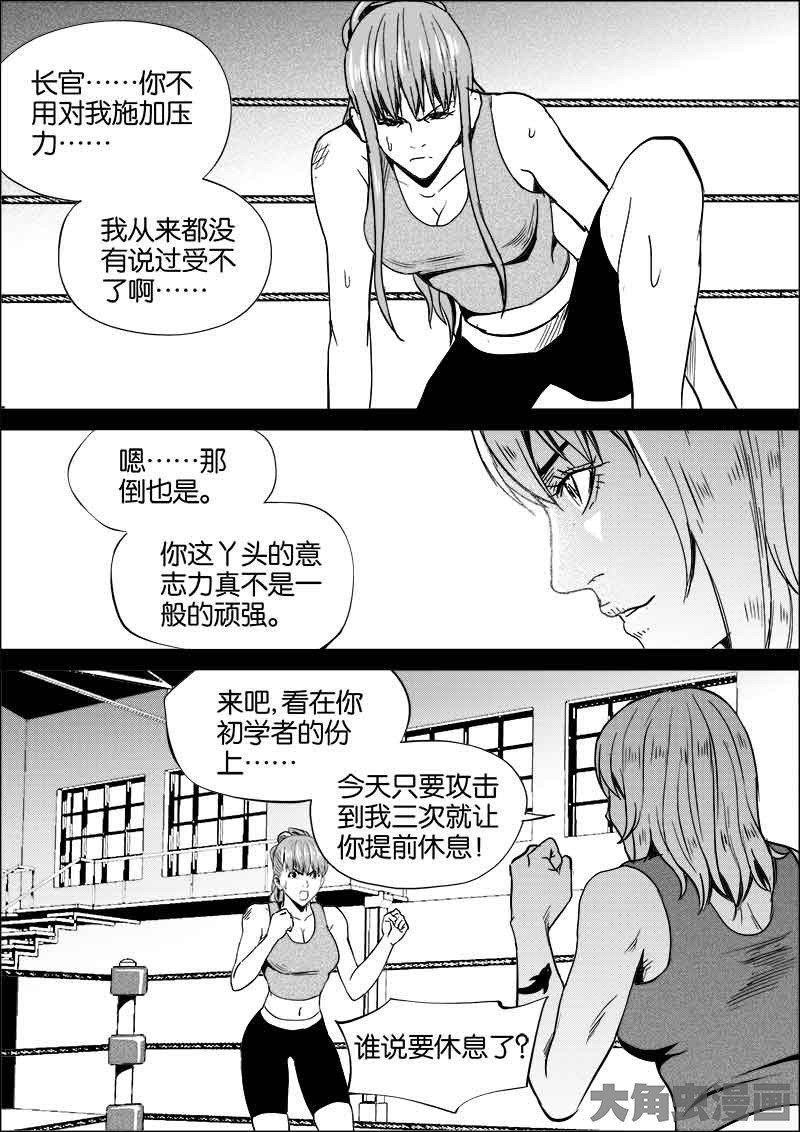 长官……你不
用对我施加压
力……
我从来都没
有说过受不
了啊……
嗯……那
倒也是。
你这丫头的意
志力真不是一
般的顽强。
来吧,看在你
初学者的份
上……
今天只要攻击
到我三次就让
你提前休息!
谁说要休息了?
大角虫漫画